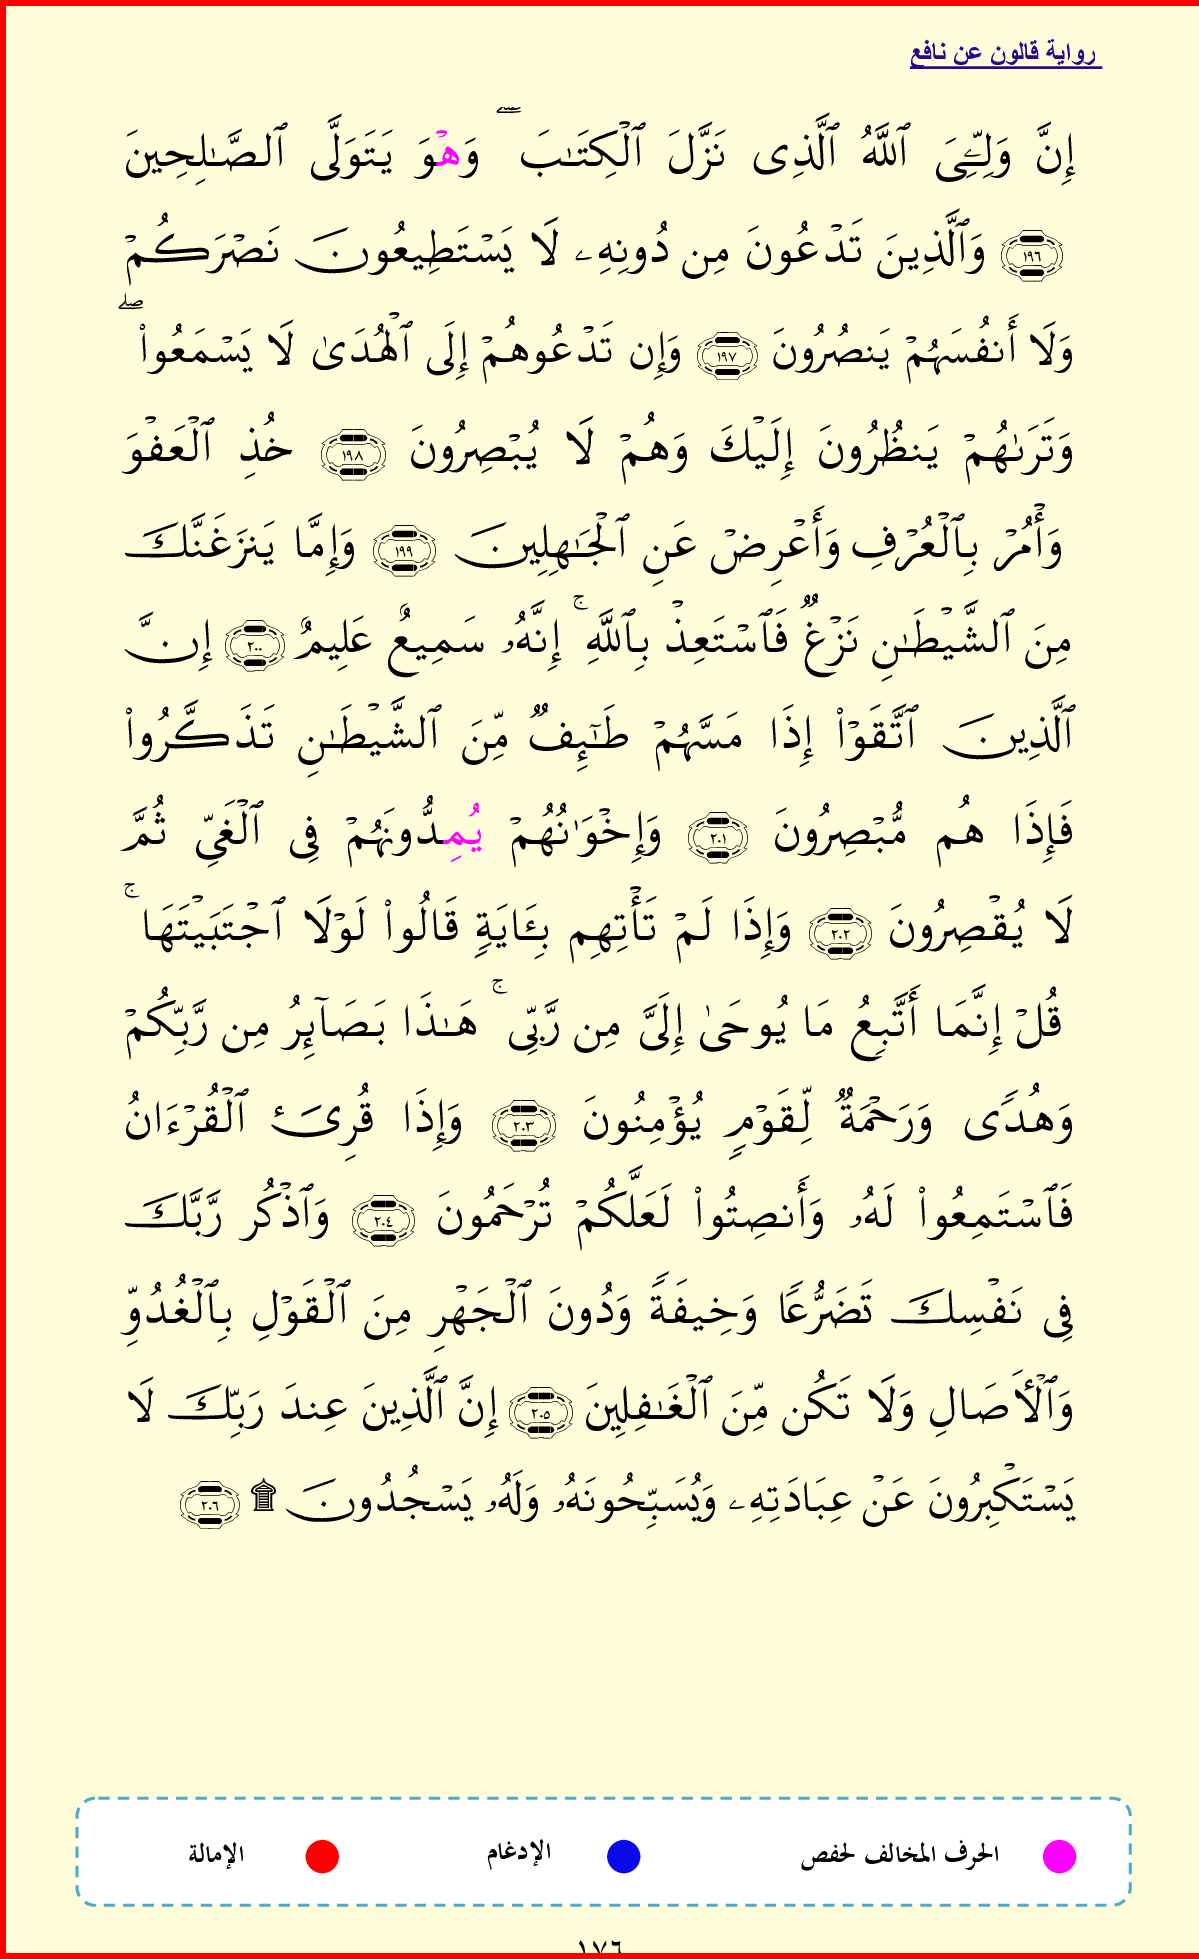 رواية قالون عن نافع
إِنَّ وَلِـِّۧيَ ٱللَّهُ ٱلَّذِى نَزَّلَ ٱلْكِتَٰبَ ۖ وَهْوَ يَتَوَلَّى ٱلصَّٰلِحِينَ
١٩٦ وَٱلَّذِينَ تَدْعُونَ مِن دُونِهِۦ لَا يَسْتَطِيعُونَ نَصْرَكُمْ
وَلَا أَنفُسَهُمْ يَنصُرُونَ ١٩٧ وَإِن تَدْعُوهُمْ إِلَى ٱلْهُدَىٰ لَا يَسْمَعُوا۟ ۖ
وَتَرَىٰهُمْ يَنظُرُونَ إِلَيْكَ وَهُمْ لَا يُبْصِرُونَ ١٩٨ خُذِ ٱلْعَفْوَ
وَأْمُرْ بِٱلْعُرْفِ وَأَعْرِضْ عَنِ ٱلْجَٰهِلِينَ ١٩٩ وَإِمَّا يَنزَغَنَّكَ
مِنَ ٱلشَّيْطَٰنِ نَزْغٌ فَٱسْتَعِذْ بِٱللَّهِ ۚ إِنَّهُۥ سَمِيعٌ عَلِيمٌ ٢٠٠ إِنَّ
ٱلَّذِينَ ٱتَّقَوْا۟ إِذَا مَسَّهُمْ طَٰٓئِفٌ مِّنَ ٱلشَّيْطَٰنِ تَذَكَّرُوا۟
فَإِذَا هُم مُّبْصِرُونَ ٢٠١ وَإِخْوَٰنُهُمْ يُمِدُّونَهُمْ فِى ٱلْغَىِّ ثُمَّ
لَا يُقْصِرُونَ ٢٠٢ وَإِذَا لَمْ تَأْتِهِم بِـَٔايَةٍ قَالُوا۟ لَوْلَا ٱجْتَبَيْتَهَا ۚ
قُلْ إِنَّمَا أَتَّبِعُ مَا يُوحَىٰ إِلَىَّ مِن رَّبِّى ۚ هَٰذَا بَصَآئِرُ مِن رَّبِّكُمْ
وَهُدًى وَرَحْمَةٌ لِّقَوْمٍ يُؤْمِنُونَ ٢٠٣ وَإِذَا قُرِىَٔ ٱلْقُرْءَانُ
فَٱسْتَمِعُوا۟ لَهُۥ وَأَنصِتُوا۟ لَعَلَّكُمْ تُرْحَمُونَ ٢٠٤ وَٱذْكُر رَّبَّكَ
فِى نَفْسِكَ تَضَرُّعًا وَخِيفَةً وَدُونَ ٱلْجَهْرِ مِنَ ٱلْقَوْلِ بِٱلْغُدُوِّ
وَٱلْأَصَالِ وَلَا تَكُن مِّنَ ٱلْغَٰفِلِينَ ٢٠٥ إِنَّ ٱلَّذِينَ عِندَ رَبِّكَ لَا
يَسْتَكْبِرُونَ عَنْ عِبَادَتِهِۦ وَيُسَبِّحُونَهُۥ وَلَهُۥ يَسْجُدُونَ ۩ ٢٠٦
الحرف المخالف لحفص الإدغام الإمالة
١٧٦